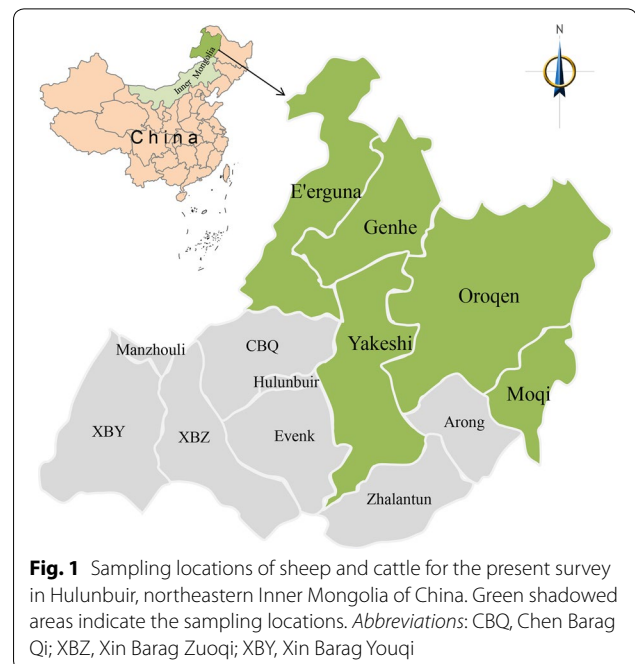 N
Inner Mongolia
China
E'erguna
Genhe
Oroqen
Yakeshi
Moqi
CBQ
Manzhouli
Hulunbuir
Arong
XBY
XBZ
Evenk
Zhalantun
Fig. 1 Sampling locations of sheep and cattle for the present survey
in Hulunbuir, northeastern Inner Mongolia of China. Green shadowed
areas indicate the sampling locations. Abbreviations: CBQ, Chen Barag
Qi; XBZ, Xin Barag Zuoqi; XBY, Xin Barag Youqi